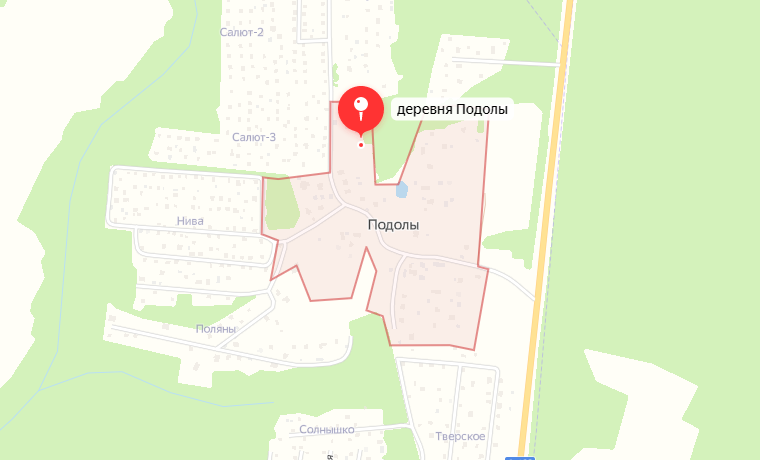 Салют-2
деревня Подолы
Салют-3
Нива
Подолы
Поляны
Солнышко
Тверское